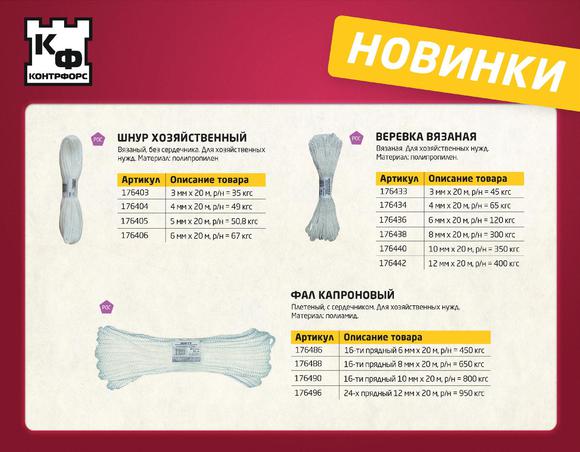 КФ
КОНТРФОРС
НОВИНКИ
РОС
ШНУР ХОЗЯЙСТВЕННЫЙ
Вязаный, без сердечника. Для хозяйственных
нужд. Материал: полипропилен
Артикул Описание товара
176403 3 мм х 20 м, р/н = 35 кгс
176404 4 мм х 20 м, р/н = 49 кгс
176405 5 мм х 20 м, р/н = 50,8 кгс
176406 6 мм х 20 м, р/н = 67 кгс
РОС
ВЕРЕВКА ВЯЗАНАЯ
Вязаная. Для хозяйственных нужд.
Материал: полипропилен.
Артикул Описание товара
176433 3 мм х 20 м, р/н = 45 кгс
176434 4 мм х 20 м, р/н = 65 кгс
176436 6 мм х 20 м, р/н = 120 кгс
176438 8 мм х 20 м, р/н = 300 кгс
176440 10 мм х 20 м, р/н = 350 кгс
176442 12 мм х 20 м, р/н = 400 кгс
РОС
ФАЛ КАПРОНОВЫЙ
Плетеный, с сердечником. Для хозяйственных нужд.
Материал: полиамид.
Артикул Описание товара
176486 16-ти прядный 6 мм х 20 м, р/н = 450 кгс
176488 16-ти прядный 8 мм х 20 м, р/н = 650 кгс
176490 16-ти прядный 10 мм х 20 м, р/н = 800 кгс
176496 24-х прядный 12 мм х 20 м, р/н = 950 кгс